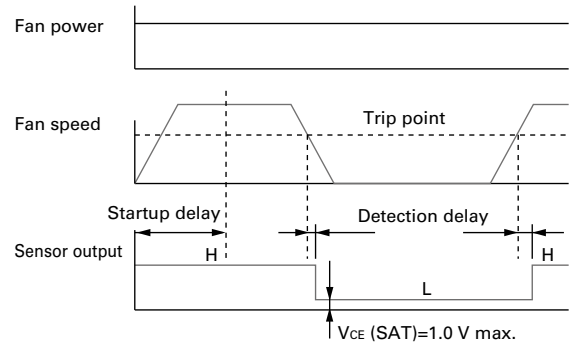 Fan power
Fan speed
Trip point
Startup delay
Detection delay
Sensor output
H
H
L
VCE (SAT)=1.0 V max.